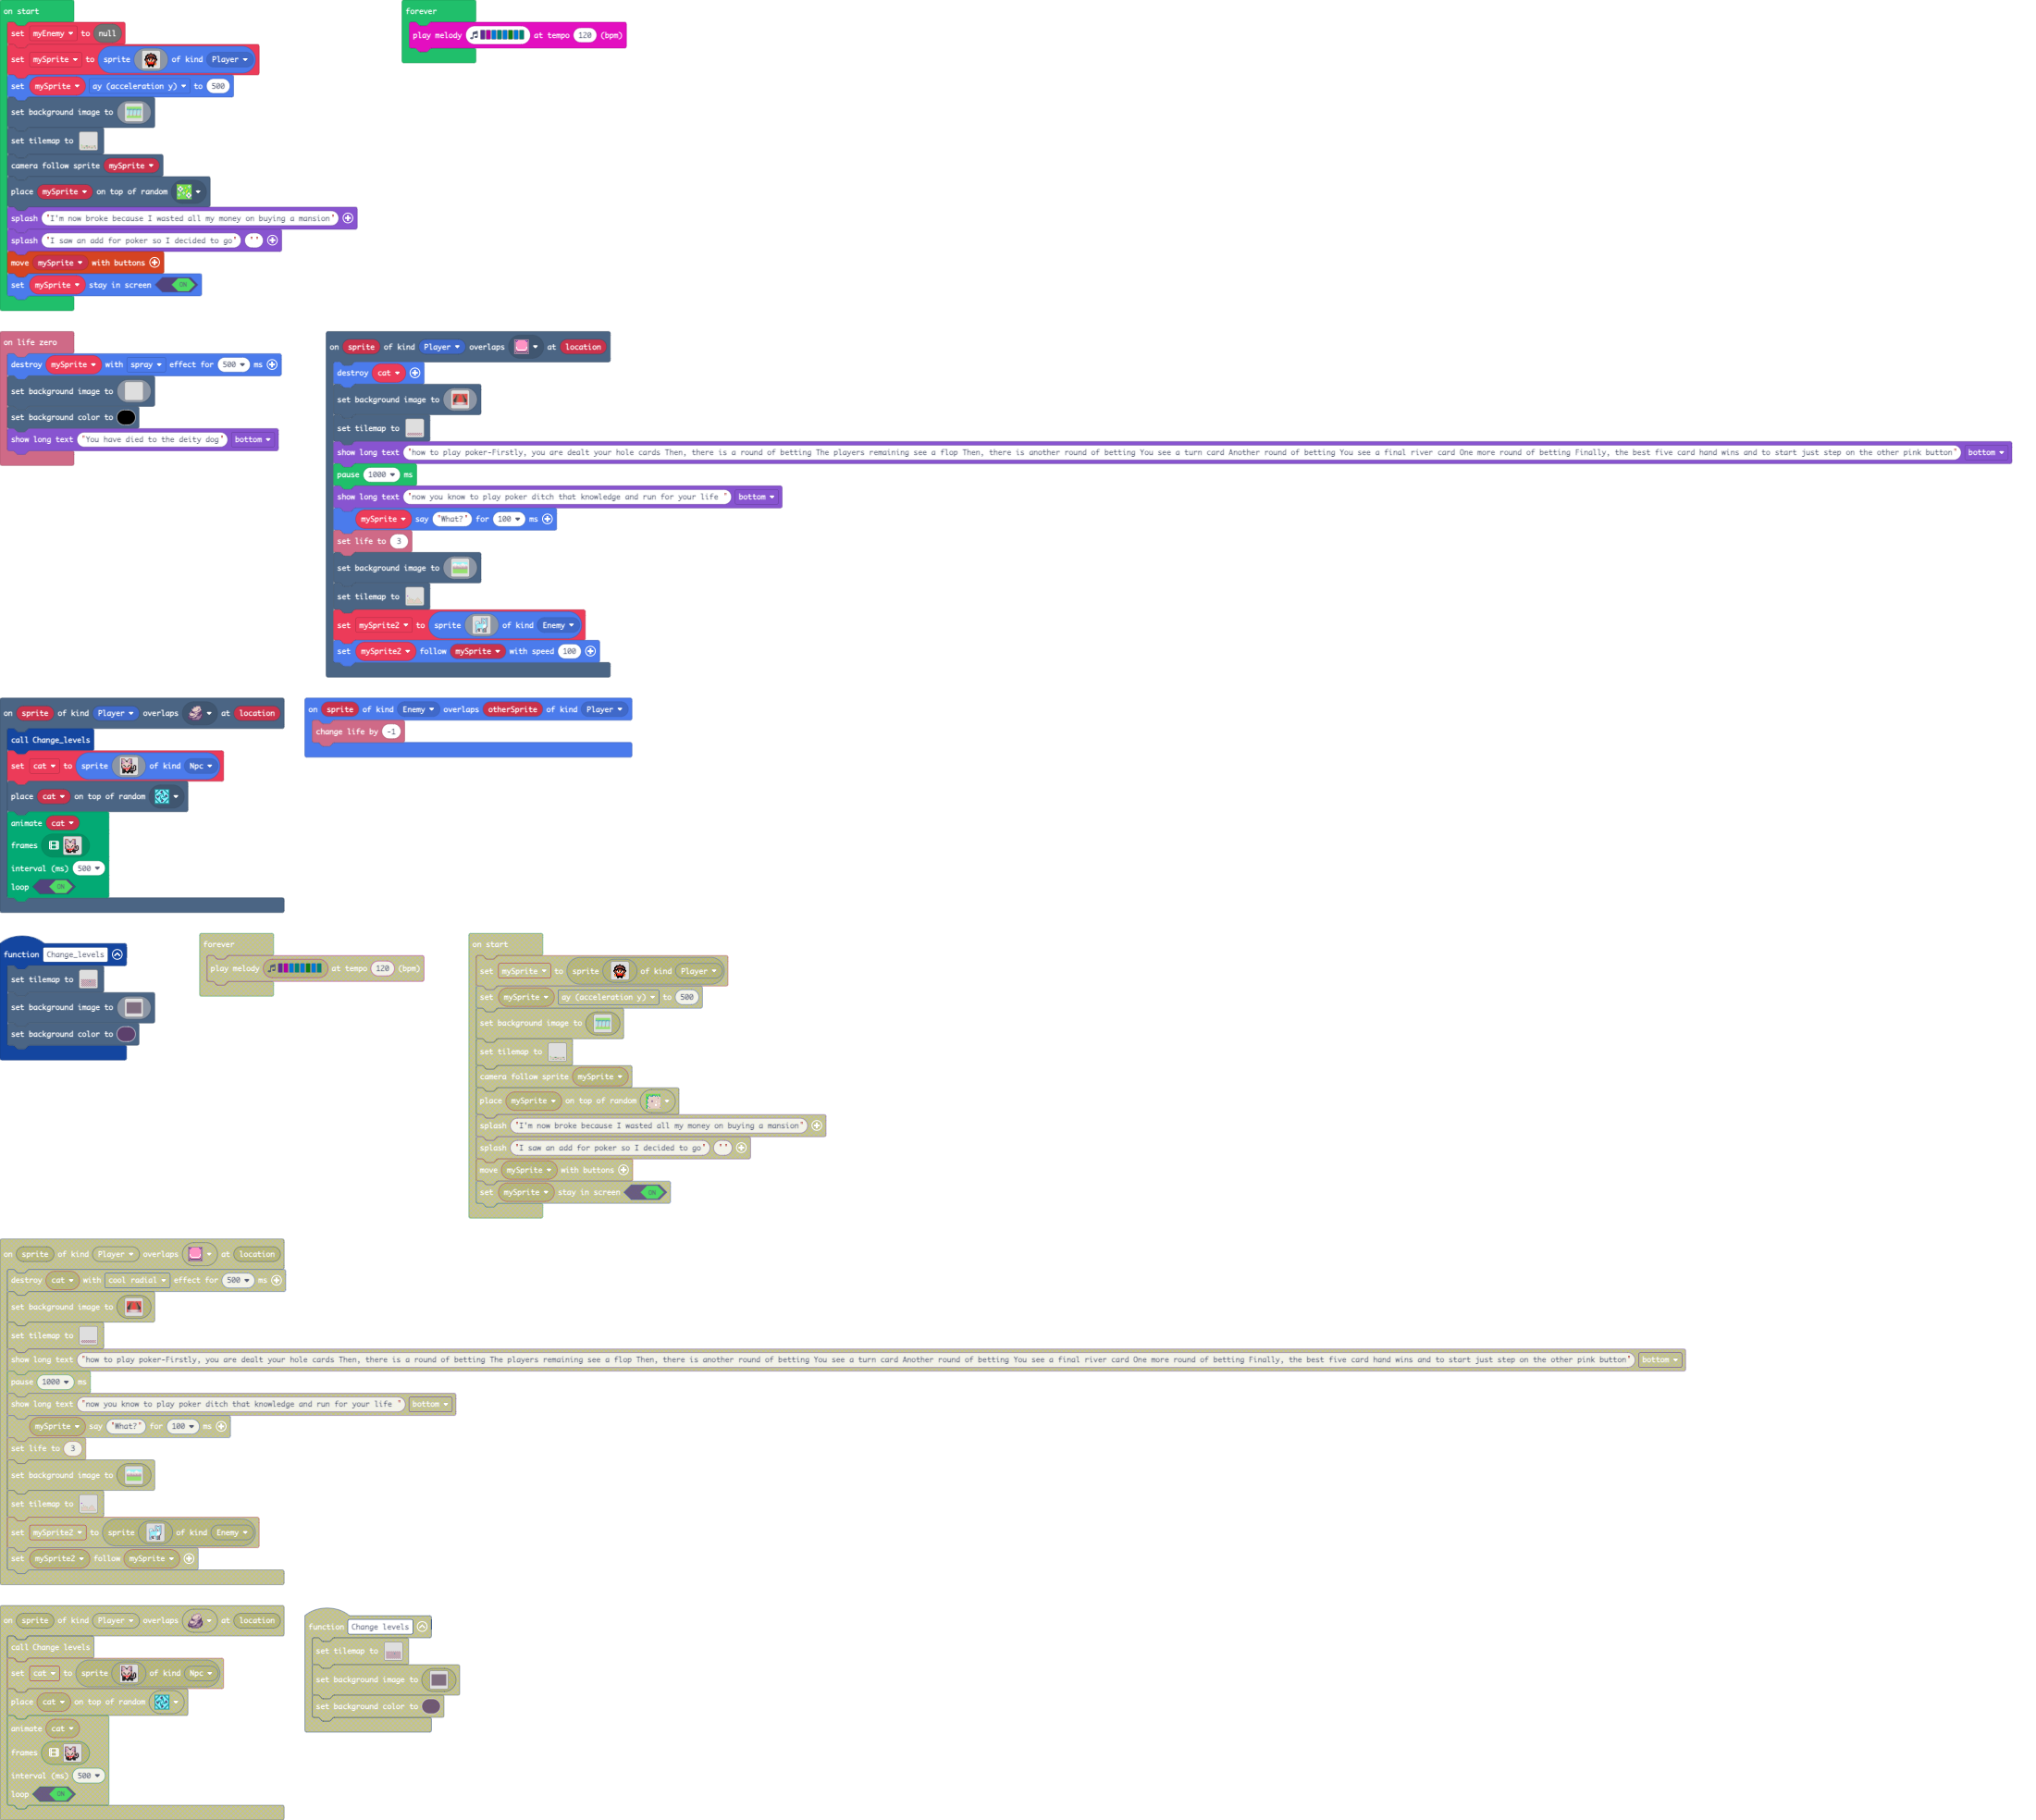 on start
set myEnemy to null
set mySprite to sprite of kind Player
set mySprite ay (acceleration y) to 500
set background image to
set tilemap to
camera follow sprite mySprite
place mySprite on top of random
splash "I'm now broke because I wasted all my money on buying a mansion"
splash "I saw an add for poker so I decided to go" " "
move mySprite with buttons
set mySprite stay in screen ON
forever
play melody at tempo 120 (bpm)
on life zero
destroy mySprite with spray effect for 500 ms
set background image to
set background color to
show long text "You have died to the deity dog" bottom
on sprite of kind Player overlaps at location
destroy cat
set background image to
set tilemap to
show long text "how to play poker-Firstly, you are dealt your hole cards Then, there is a round of betting The players remaining see a flop Then, there is another round of betting You see a turn card Another round of betting You see a final river card One more round of betting Finally, the best five card hand wins and to start just step on the other pink button" bottom
pause 1000 ms
show long text "now you know to play poker ditch that knowledge and run for your life " bottom
mySprite say "What?" for 100 ms
set life to 3
set background image to
set tilemap to
set mySprite2 to sprite of kind Enemy
set mySprite2 follow mySprite with speed 100
on sprite of kind Player overlaps at location
call Change_levels
set cat to sprite of kind Npc
place cat on top of random
animate cat
frames
interval (ms) 500
loop ON
on sprite of kind Enemy overlaps otherSprite of kind Player
change life by -1
function Change_levels
set tilemap to
set background image to
set background color to
forever
play melody at tempo 120 (bpm)
on start
set mySprite to sprite of kind Player
set mySprite ay (acceleration y) to 500
set background image to
set tilemap to
camera follow sprite mySprite
place mySprite on top of random
splash "I'm now broke because I wasted all my money on buying a mansion"
splash "I saw an add for poker so I decided to go" " "
move mySprite with buttons
set mySprite stay in screen ON
on sprite of kind Player overlaps at location
destroy cat with cool radial effect for 500 ms
set background image to
set tilemap to
show long text "how to play poker-Firstly, you are dealt your hole cards Then, there is a round of betting The players remaining see a flop Then, there is another round of betting You see a turn card Another round of betting You see a final river card One more round of betting Finally, the best five card hand wins and to start just step on the other pink button" bottom
pause 1000 ms
show long text "now you know to play poker ditch that knowledge and run for your life " bottom
mySprite say "What?" for 100 ms
set life to 3
set background image to
set tilemap to
set mySprite2 to sprite of kind Enemy
set mySprite2 follow mySprite
on sprite of kind Player overlaps at location
call Change levels
set cat to sprite of kind Npc
place cat on top of random
animate cat
frames
interval (ms) 500
loop ON
function Change levels
set tilemap to
set background image to
set background color to